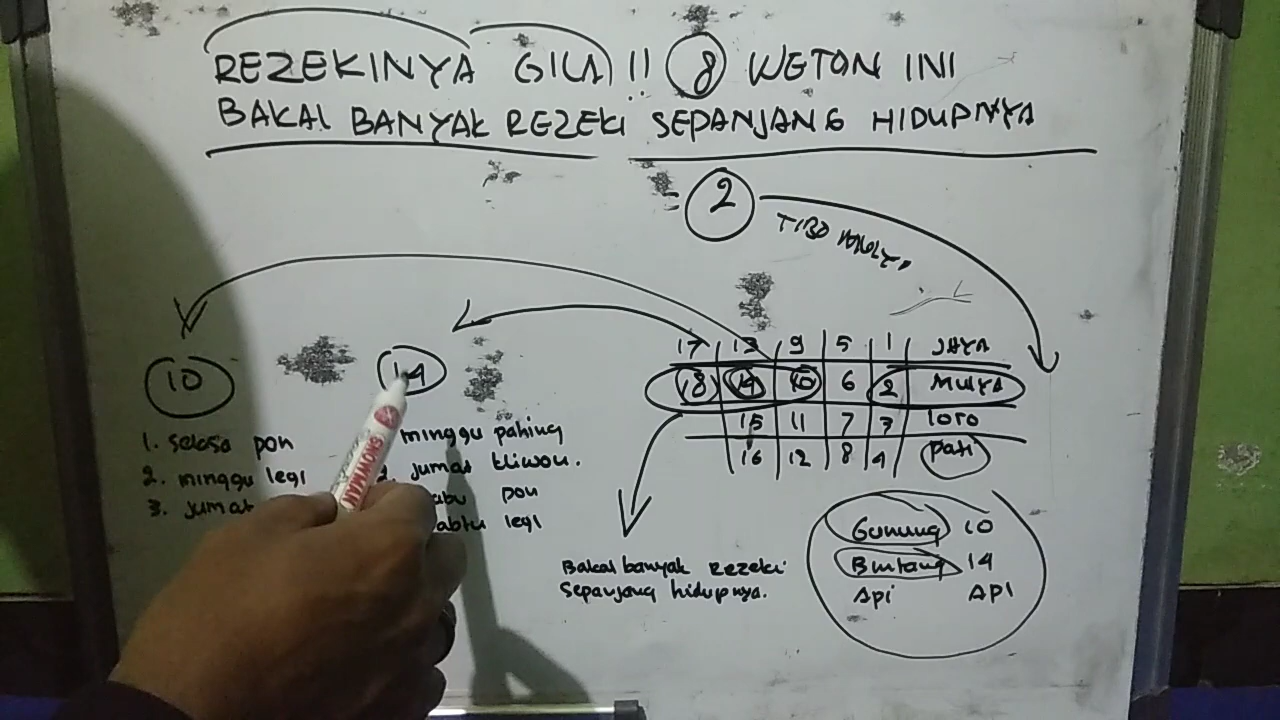 REZEKINYA GILA !! 8 WETON INI
BAKAL BANYAK REZEKI SEPANJANG HIDUPNYA
= 2
TIBO
10
1. selasa pon
2. minggu legi
3. jumat
14
minggu pahing
jumat kliwon.
pon
legi
17 13 9 5 1 JAYA
18 14 10 6 2 MULYA
15 11 7 3 LORO
16 12 8 4 pati
Bakal banyak Rezeki
sepanjang hidupnya.
Gunung 10
Bintang 14
Api API
SNOWMAN